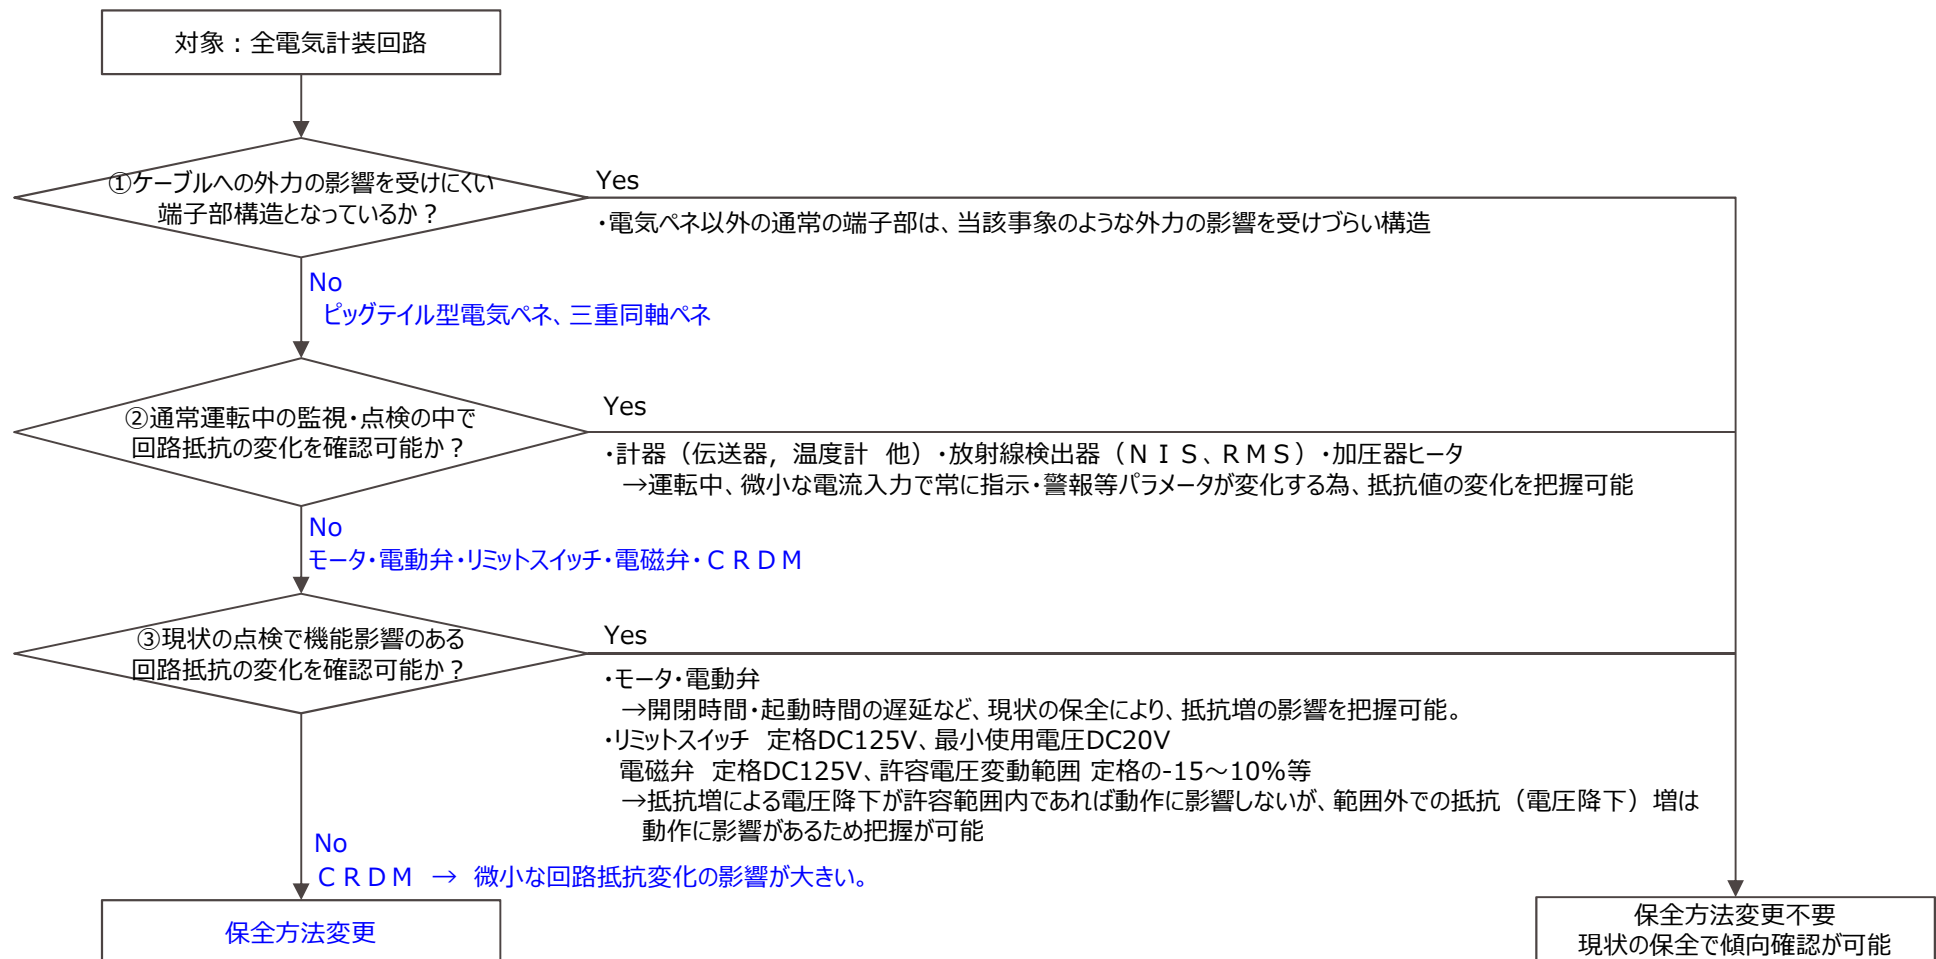 対象：全電気計装回路
①ケーブルへの外力の影響を受けにくい
端子部構造となっているか？
Yes
・電気ペネ以外の通常の端子部は、当該事象のような外力の影響を受けづらい構造
No
ピッグテイル型電気ペネ、三重同軸ペネ
②通常運転中の監視・点検の中で
回路抵抗の変化を確認可能か？
Yes
・計器（伝送器，温度計　他）・放射線検出器（ＮＩＳ、ＲＭＳ）・加圧器ヒータ
→運転中、微小な電流入力で常に指示・警報等パラメータが変化する為、抵抗値の変化を把握可能
No
モータ・電動弁・リミットスイッチ・電磁弁・ＣＲＤＭ
③現状の点検で機能影響のある
回路抵抗の変化を確認可能か？
Yes
・モータ・電動弁
→開閉時間・起動時間の遅延など、現状の保全により、抵抗増の影響を把握可能。
・リミットスイッチ　定格DC125V、最小使用電圧DC20V
電磁弁　定格DC125V、許容電圧変動範囲 定格の-15～10%等
→抵抗増による電圧降下が許容範囲内であれば動作に影響しないが、範囲外での抵抗（電圧降下）増は
動作に影響があるため把握が可能
No
ＣＲＤＭ　→　微小な回路抵抗変化の影響が大きい。
保全方法変更
保全方法変更不要
現状の保全で傾向確認が可能